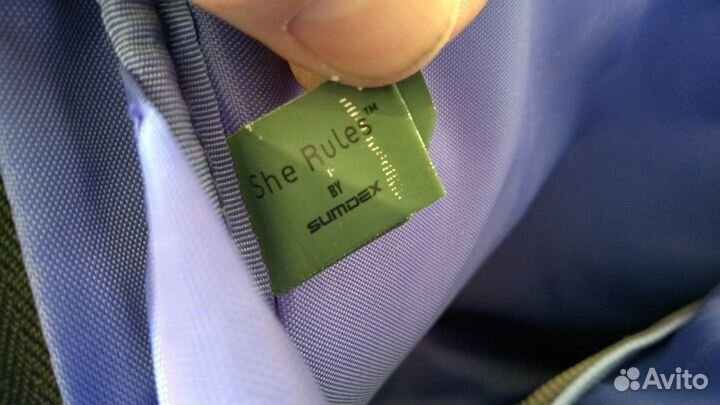 She Rules™
BY
SUMDEX
Avito